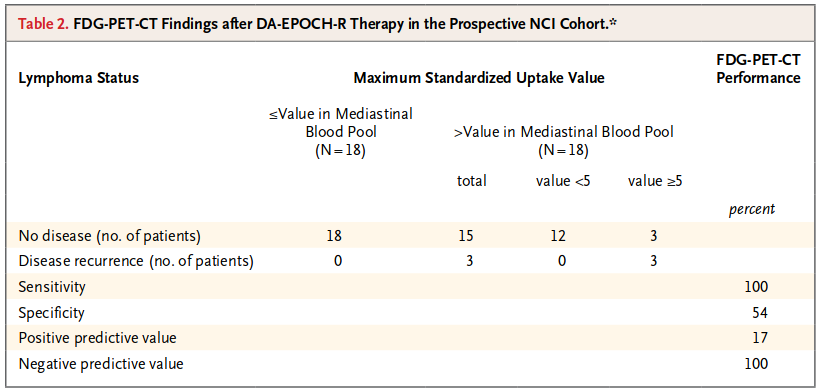 Table 2. FDG-PET-CT Findings after DA-EPOCH-R Therapy in the Prospective NCI Cohort.*
Lymphoma Status Maximum Standardized Uptake Value FDG-PET-CT Performance
≤Value in Mediastinal Blood Pool (N=18) >Value in Mediastinal Blood Pool (N=18)
total value <5 value ≥5
percent
No disease (no. of patients) 18 15 12 3
Disease recurrence (no. of patients) 0 3 0 3
Sensitivity 100
Specificity 54
Positive predictive value 17
Negative predictive value 100